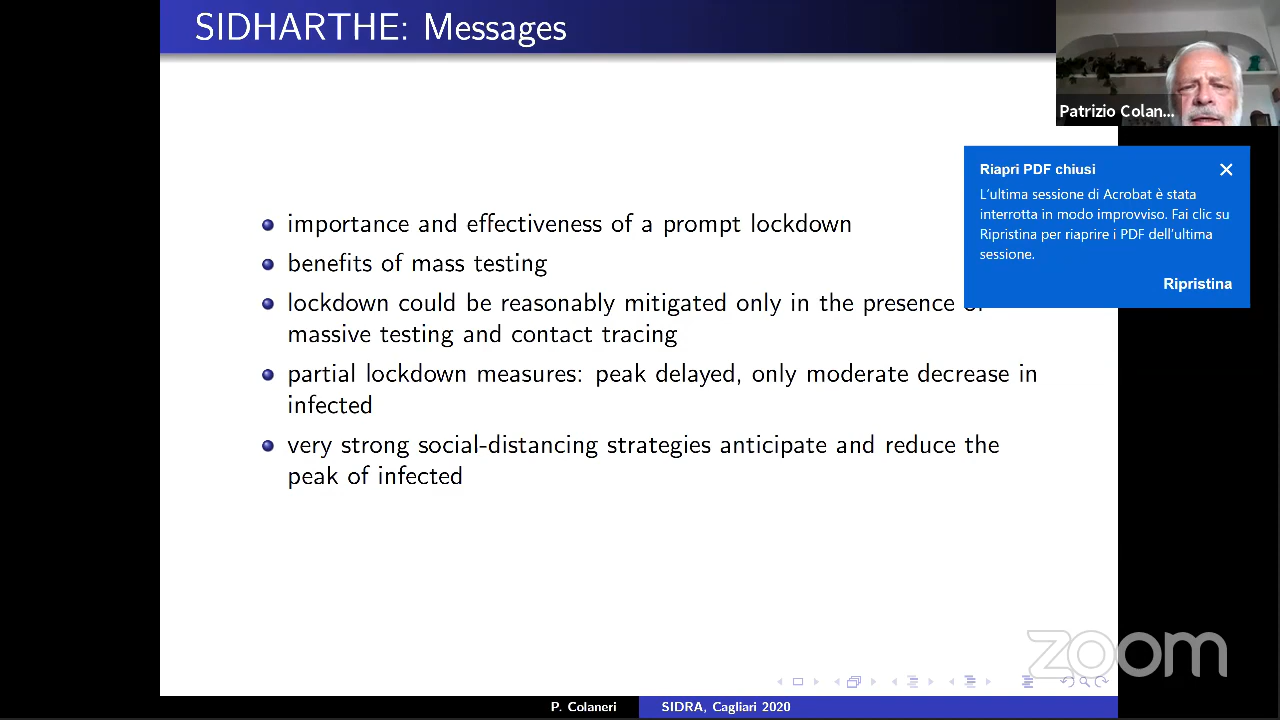 SIDHARTHE: Messages
Patrizio Colan...
Riapri PDF chiusi
L'ultima sessione di Acrobat è stata
interrotta in modo improvviso. Fai clic su
Ripristina per riaprire i PDF dell'ultima
sessione.
Ripristina
importance and effectiveness of a prompt lockdown
benefits of mass testing
lockdown could be reasonably mitigated only in the presence
massive testing and contact tracing
partial lockdown measures: peak delayed, only moderate decrease in
infected
very strong social-distancing strategies anticipate and reduce the
peak of infected
zoom
P. Colaneri
SIDRA, Cagliari 2020